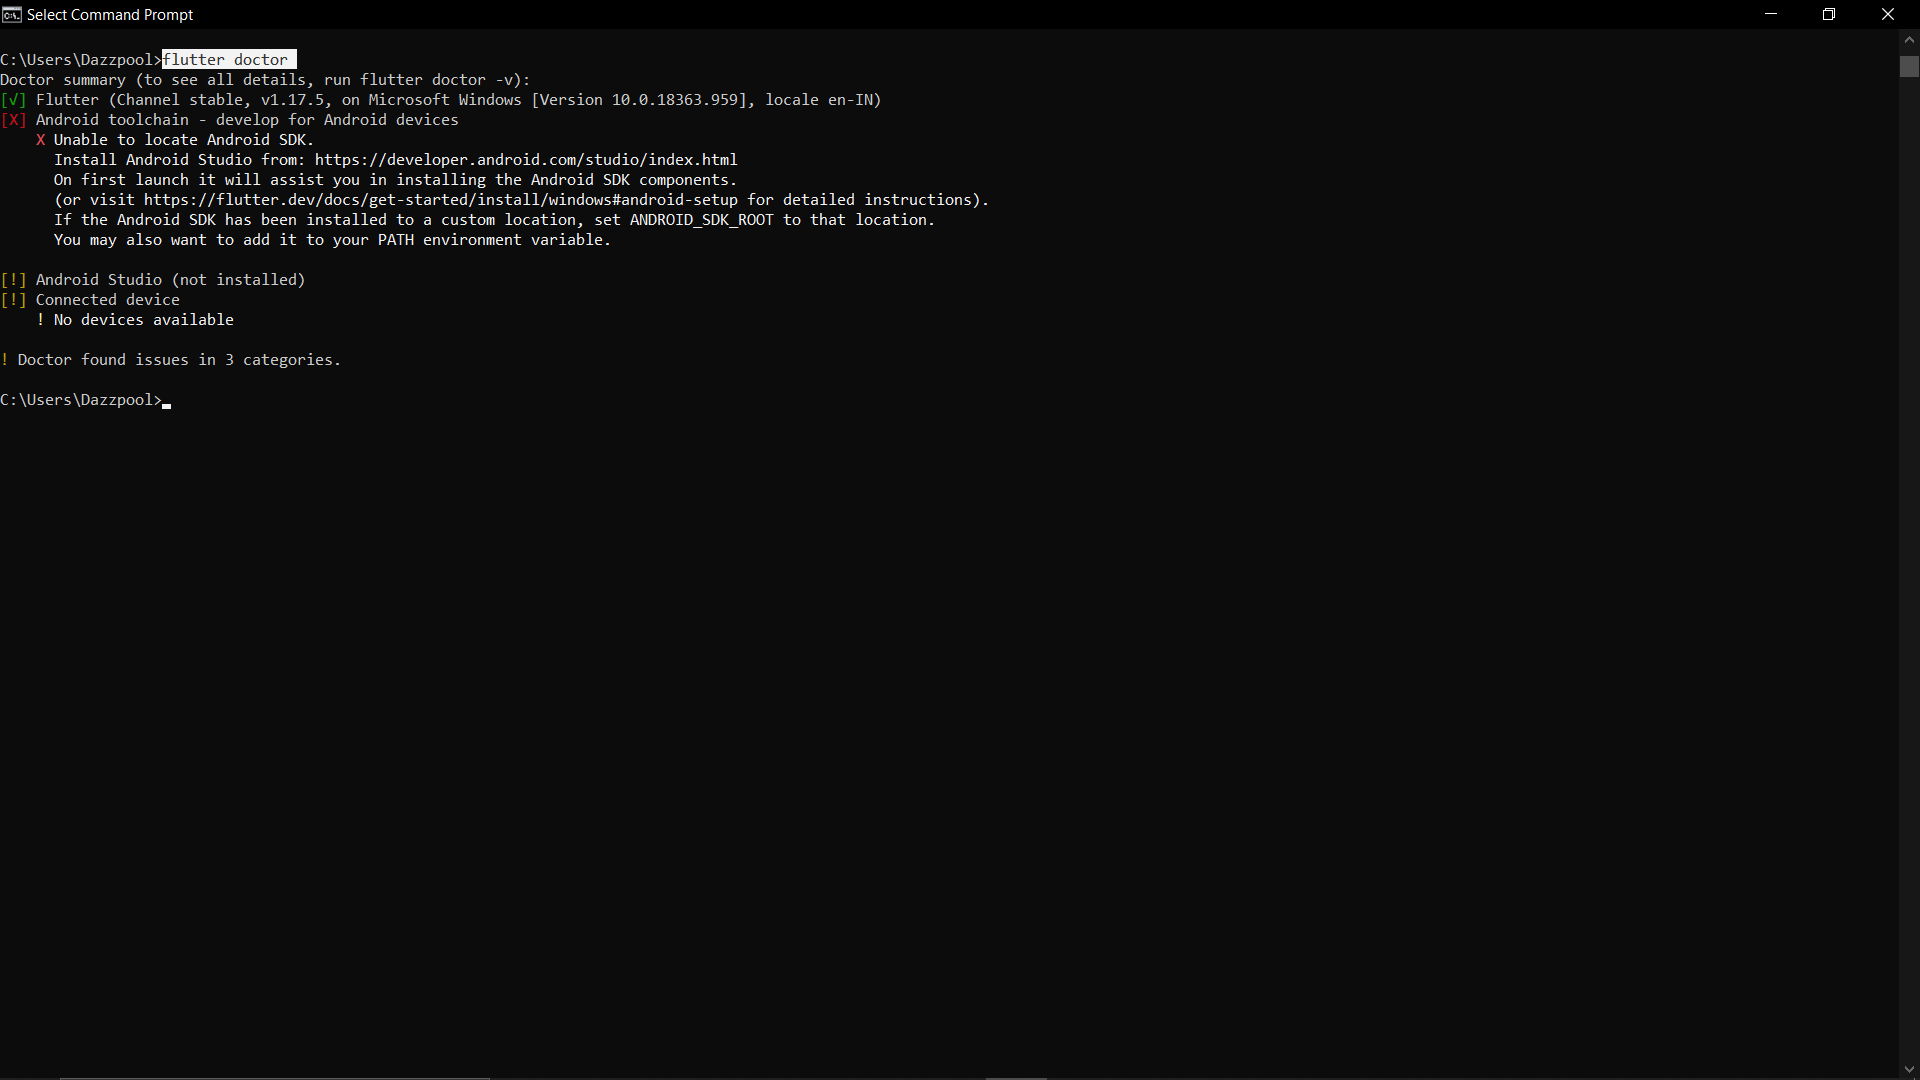 Select Command Prompt
C:\Users\Dazzpool>flutter doctor
Doctor summary (to see all details, run flutter doctor -v):
[√] Flutter (Channel stable, v1.17.5, on Microsoft Windows [Version 10.0.18363.959], locale en-IN)
[X] Android toolchain - develop for Android devices
X Unable to locate Android SDK.
Install Android Studio from: https://developer.android.com/studio/index.html
On first launch it will assist you in installing the Android SDK components.
(or visit https://flutter.dev/docs/get-started/install/windows#android-setup for detailed instructions).
If the Android SDK has been installed to a custom location, set ANDROID_SDK_ROOT to that location.
You may also want to add it to your PATH environment variable.
[!] Android Studio (not installed)
[!] Connected device
! No devices available
! Doctor found issues in 3 categories.
C:\Users\Dazzpool>